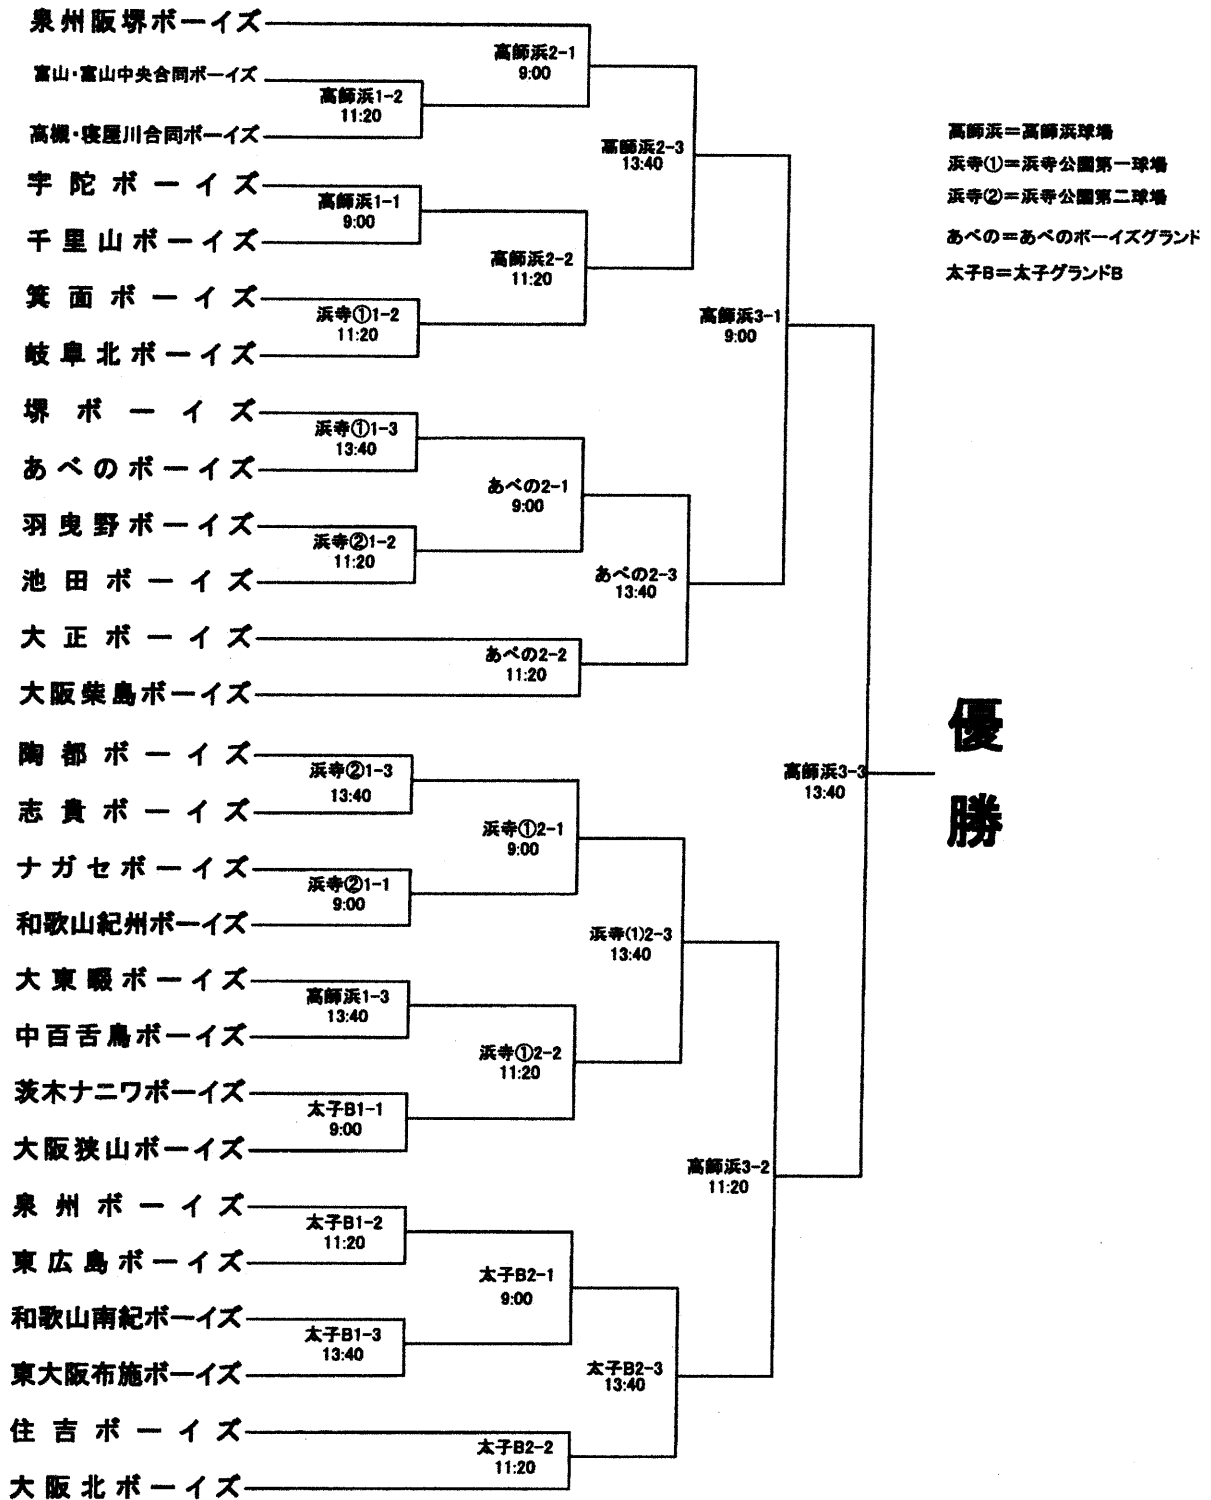 泉州阪堺ボーイズ
高師浜2-1
9:00
富山・富山中央合同ボーイズ
高師浜1-2
11:20
高槻・寝屋川合同ボーイズ
高師浜2-3
13:40
宇陀ボーイズ
高師浜1-1
9:00
千里山ボーイズ
高師浜2-2
11:20
箕面ボーイズ
浜寺①1-2
11:20
岐阜北ボーイズ
高師浜3-1
9:00
堺ボーイズ
浜寺①1-3
13:40
あべのボーイズ
あべの2-1
9:00
羽曳野ボーイズ
浜寺②1-2
11:20
池田ボーイズ
あべの2-3
13:40
大正ボーイズ
あべの2-2
11:20
大阪柴島ボーイズ
高師浜3-3
13:40
陶都ボーイズ
浜寺②1-3
13:40
志貴ボーイズ
浜寺①2-1
9:00
ナガセボーイズ
浜寺②1-1
9:00
和歌山紀州ボーイズ
浜寺(1)2-3
13:40
大東畷ボーイズ
高師浜1-3
13:40
中百舌鳥ボーイズ
浜寺①2-2
11:20
茨木ナニワボーイズ
太子B1-1
9:00
大阪狭山ボーイズ
高師浜3-2
11:20
泉州ボーイズ
太子B1-2
11:20
東広島ボーイズ
太子B2-1
9:00
和歌山南紀ボーイズ
太子B1-3
13:40
東大阪布施ボーイズ
太子B2-3
13:40
住吉ボーイズ
太子B2-2
11:20
大阪北ボーイズ
高師浜＝高師浜球場
浜寺①＝浜寺公園第一球場
浜寺②＝浜寺公園第二球場
あべの＝あべのボーイズグランド
太子B＝太子グランドB
優勝